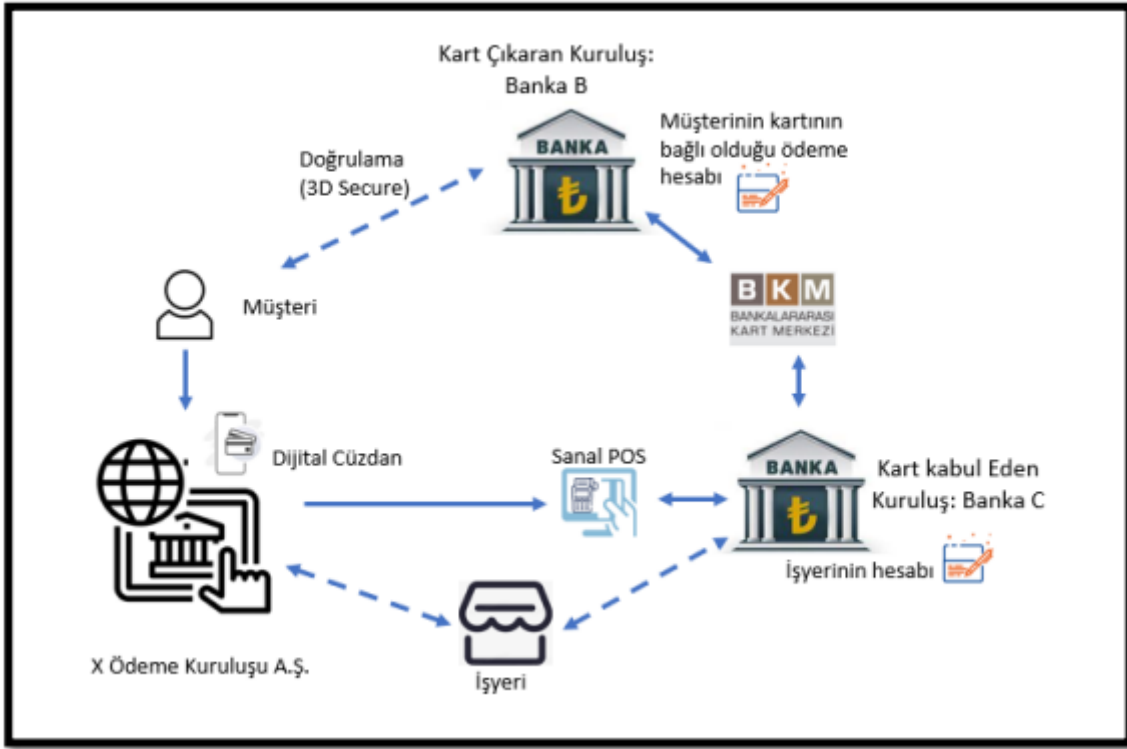 Kart Çıkaran Kuruluş:
Banka B
BANKA
Müşterinin kartının
bağlı olduğu ödeme
hesabı
Doğrulama
(3D Secure)
Müşteri
BKM
BANKALARARASI
KART MERKEZİ
Dijital Cüzdan
Sanal POS
BANKA
Kart kabul Eden
Kuruluş: Banka C
İşyerinin hesabı
X Ödeme Kuruluşu A.Ş.
İşyeri